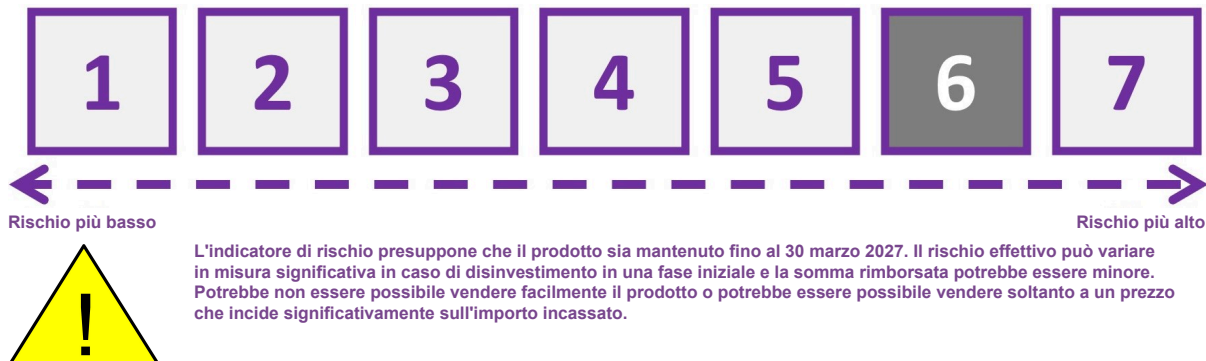 1 2 3 4 5 6 7
Rischio più basso Rischio più alto
L'indicatore di rischio presuppone che il prodotto sia mantenuto fino al 30 marzo 2027. Il rischio effettivo può variare
in misura significativa in caso di disinvestimento in una fase iniziale e la somma rimborsata potrebbe essere minore.
Potrebbe non essere possibile vendere facilmente il prodotto o potrebbe essere possibile vendere soltanto a un prezzo
che incide significativamente sull'importo incassato.
!